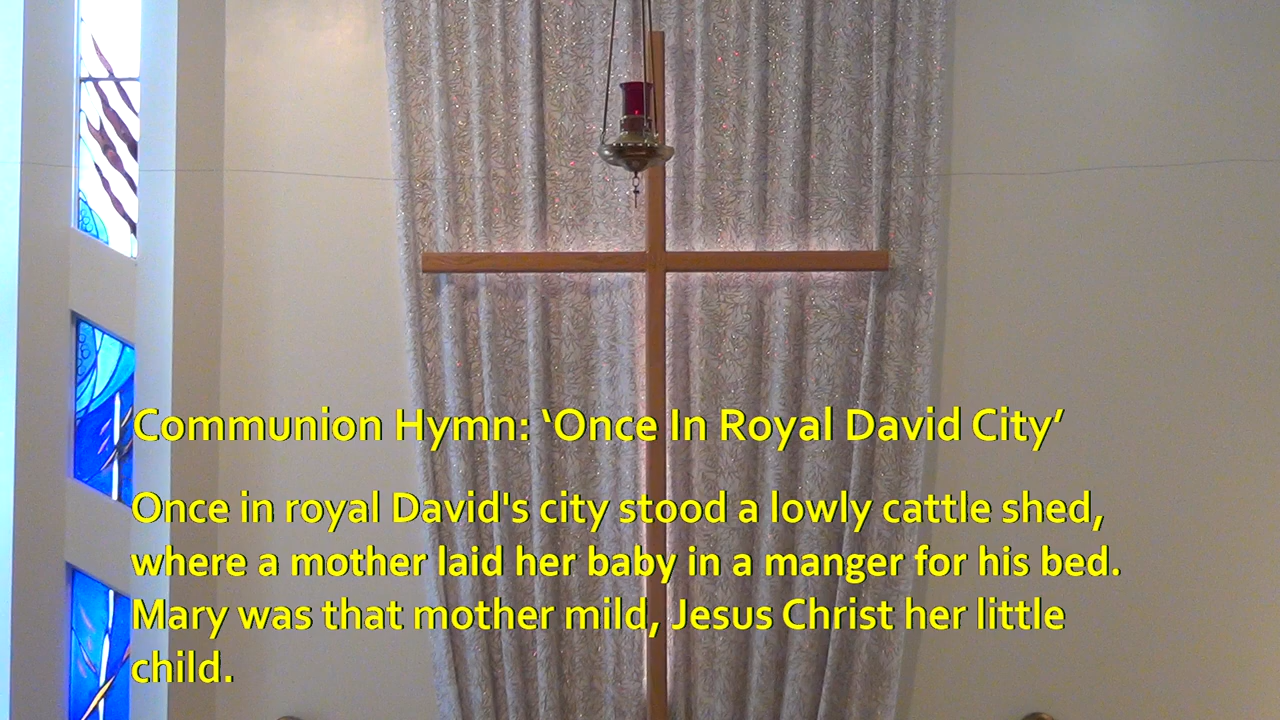 Communion Hymn: ‘Once In Royal David City’
Once in royal David's city stood a lowly cattle shed,
where a mother laid her baby in a manger for his bed.
Mary was that mother mild, Jesus Christ her little
child.